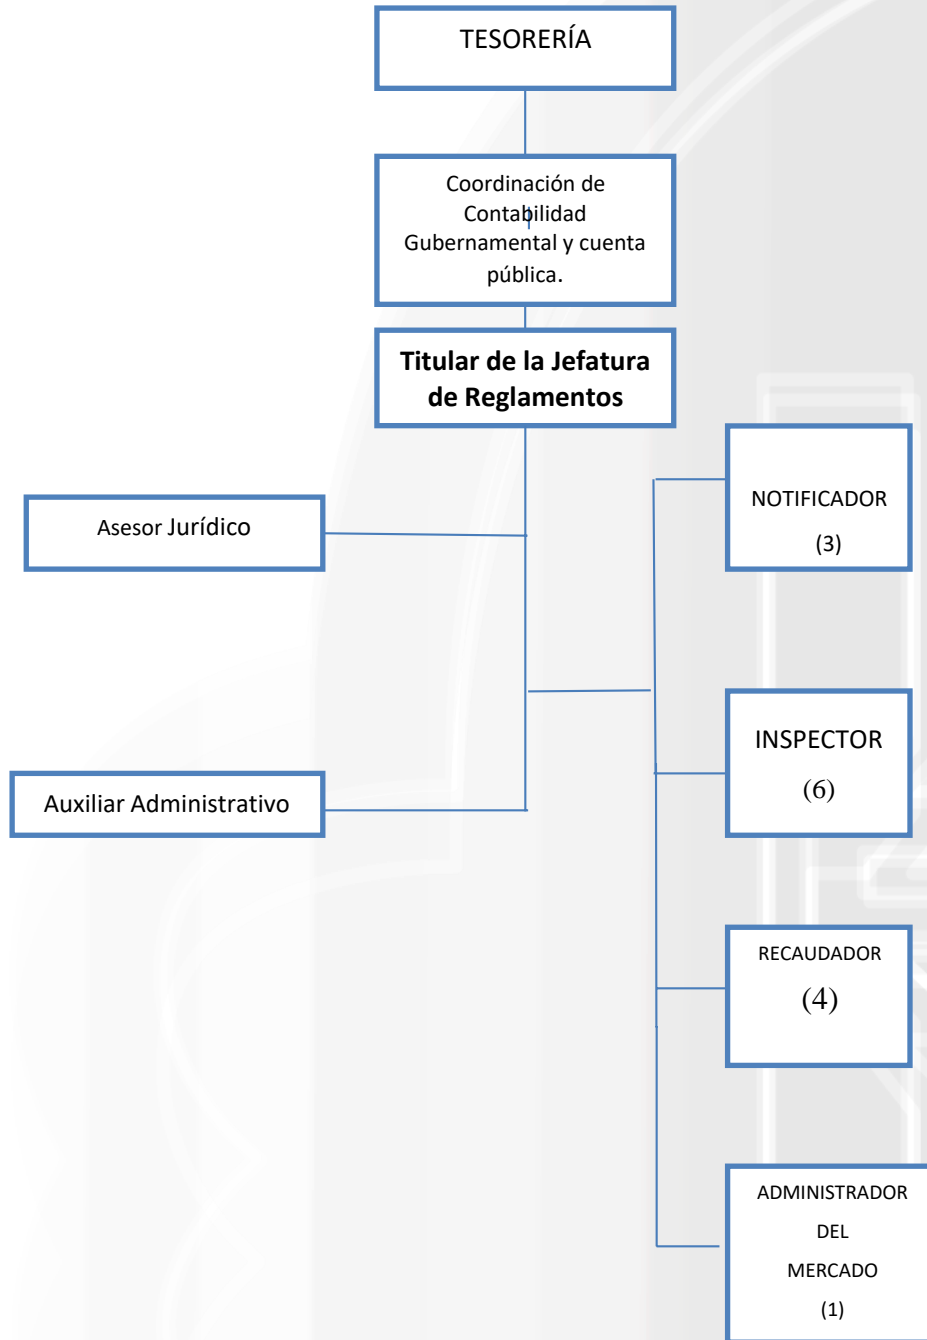 TESORERÍA
Coordinación de
Contabilidad
Gubernamental y cuenta
pública.
Titular de la Jefatura
de Reglamentos
Asesor Jurídico
Auxiliar Administrativo
NOTIFICADOR
(3)
INSPECTOR
(6)
RECAUDADOR
(4)
ADMINISTRADOR
DEL
MERCADO
(1)